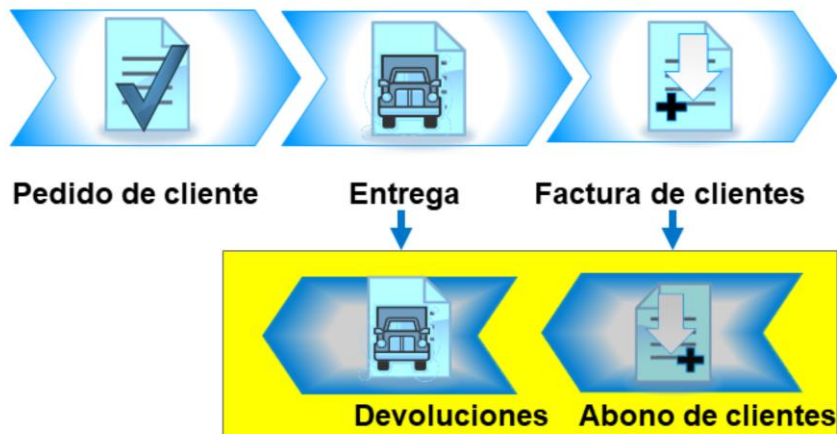 Pedido de cliente
Entrega
Factura de clientes
Devoluciones
Abono de clientes